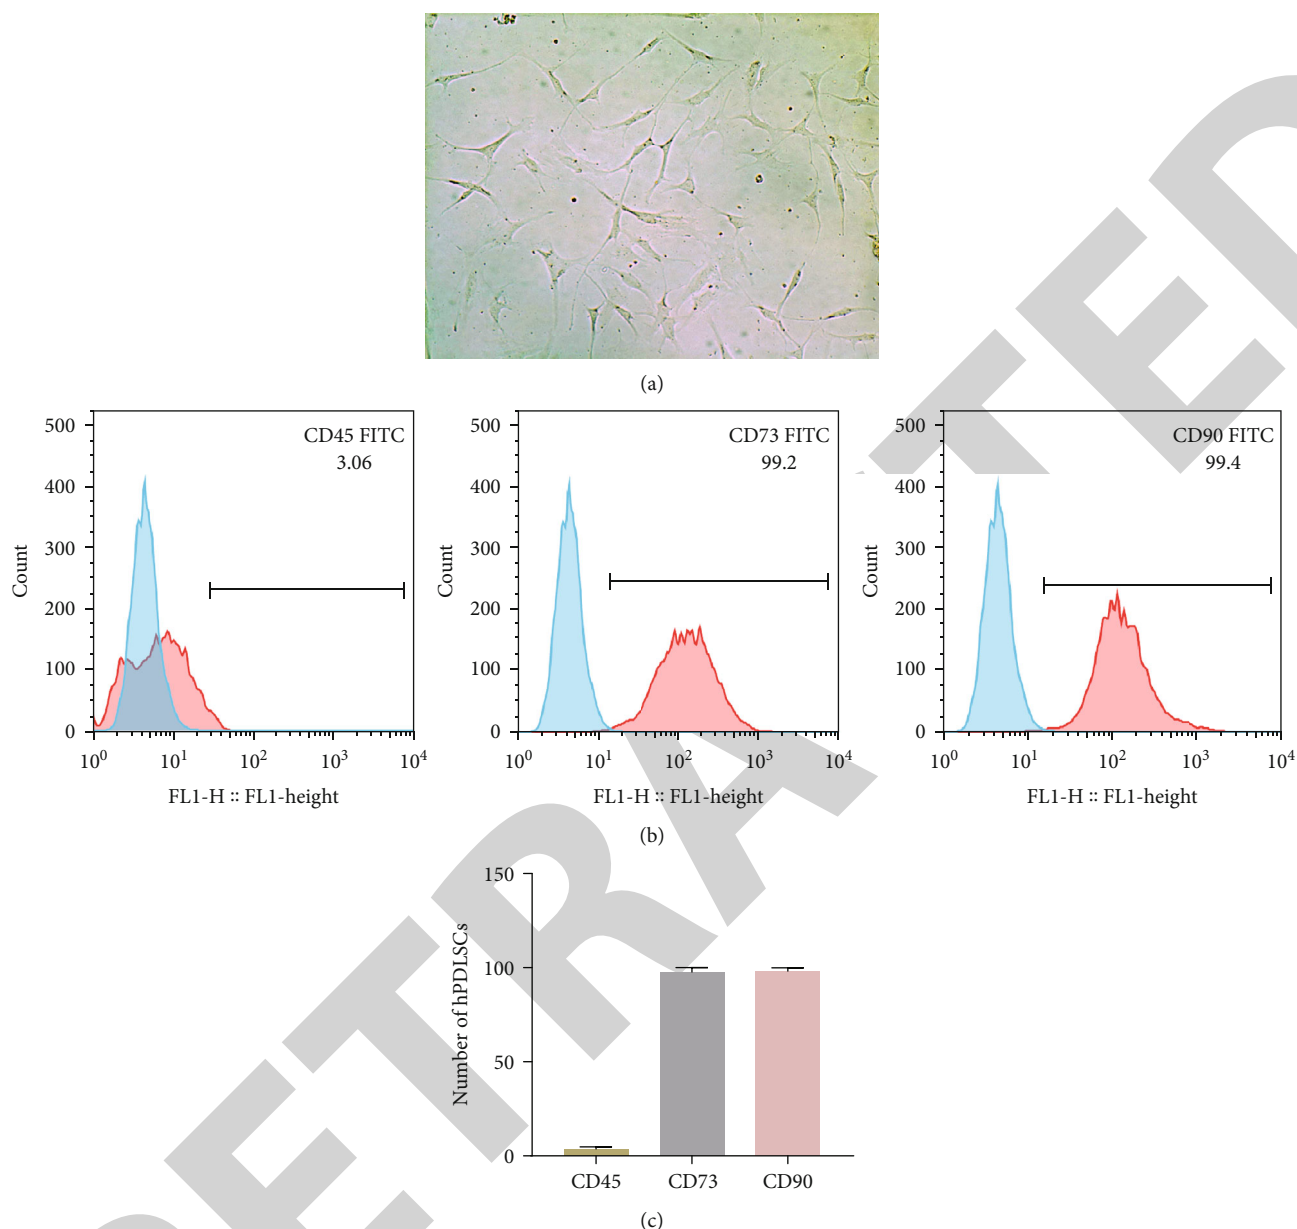 (a)
500
400
300
200
100
0
Count
CD45 FITC
3.06
10⁰ 10¹ 10² 10³ 10⁴
FL1-H :: FL1-height
500
400
300
200
100
0
Count
CD73 FITC
99.2
10⁰ 10¹ 10² 10³ 10⁴
FL1-H :: FL1-height
500
400
300
200
100
0
Count
CD90 FITC
99.4
10⁰ 10¹ 10² 10³ 10⁴
FL1-H :: FL1-height
(b)
150
100
50
0
Number of hPDLSCs
CD45 CD73 CD90
(c)
RETRACTED